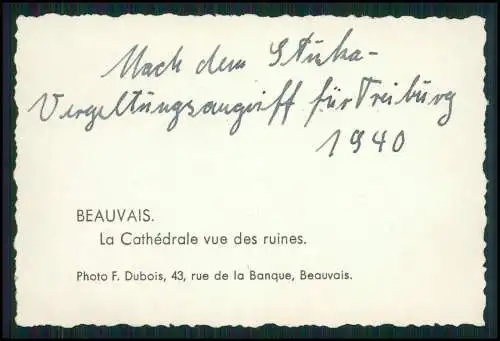 Nach dem Stuka-
Vergeltungsangriff für Freiburg
1940
BEAUVAIS.
La Cathédrale vue des ruines.
Photo F. Dubois, 43, rue de la Banque, Beauvais.